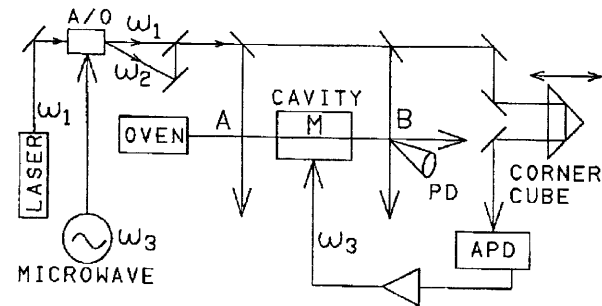 A/O
ω₁
ω₂
ω₁
CAVITY
A
M
B
OVEN
LASER
PD
CORNER
CUBE
ω₃
ω₃
APD
MICROWAVE